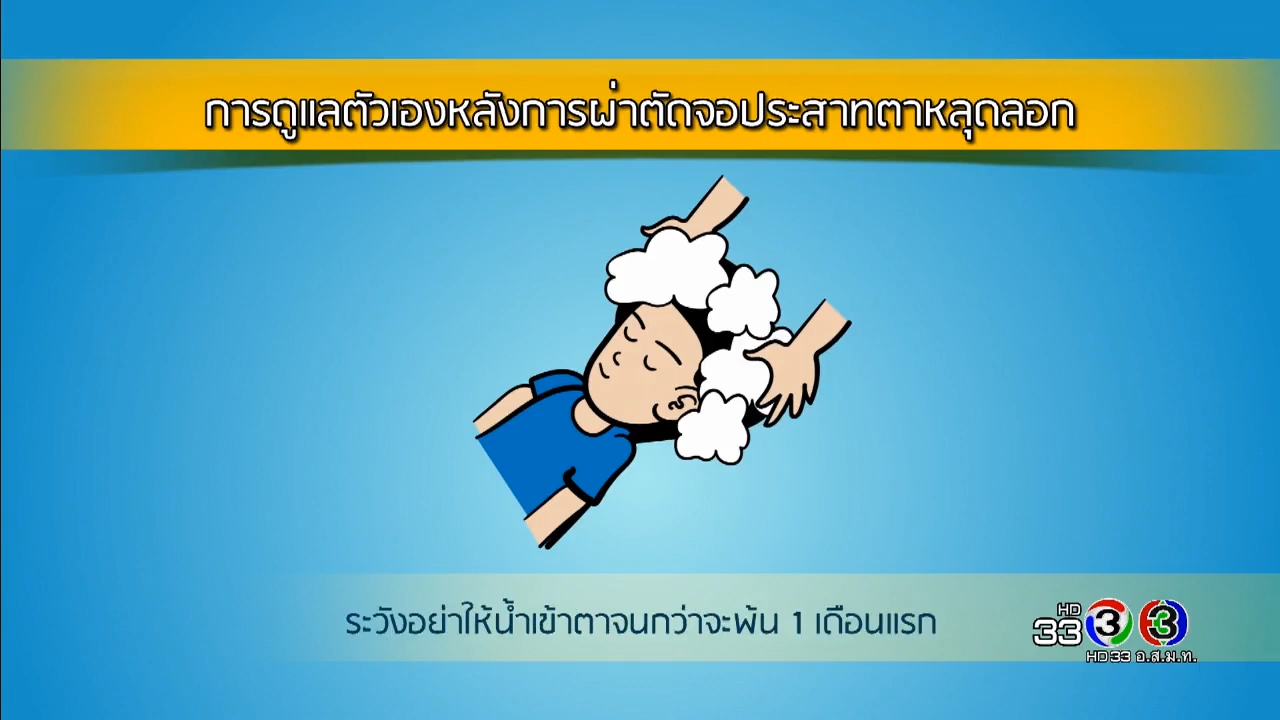 การดูแลตัวเองหลังการผ่าตัดจอประสาทตาหลุดลอก
ระวังอย่าให้น้ำเข้าตาจนกว่าจะพ้น 1 เดือนแรก
HD
33 3 3
HD33 อ.ส.ม.ท.